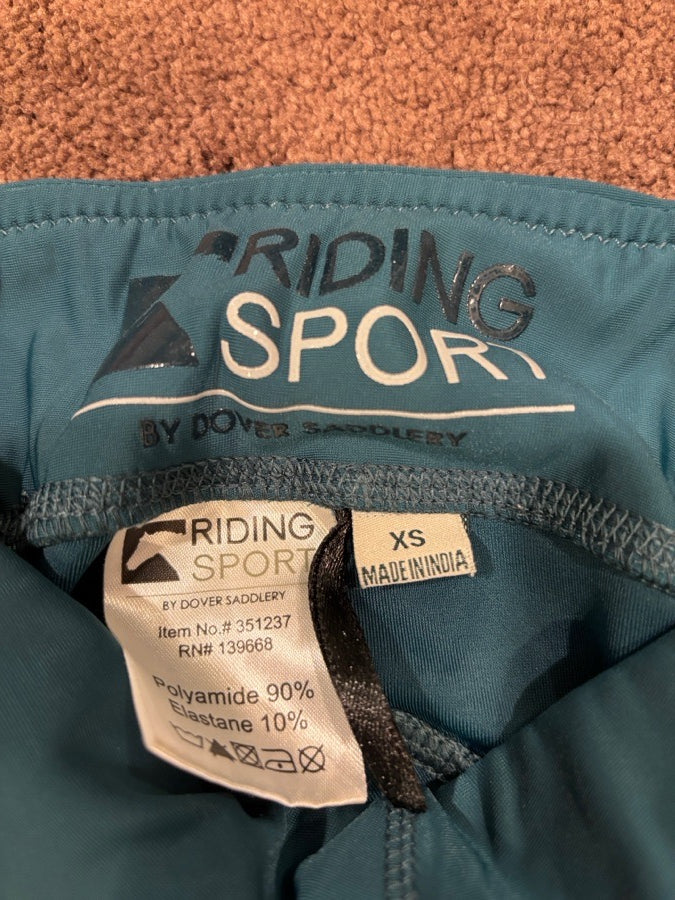 RIDING
SPORT
BY DOVER SADDLERY
RIDING
SPORT
BY DOVER SADDLERY
Item No.# 351237
RN# 139668
Polyamide 90%
Elastane 10%
XS
MADE IN INDIA